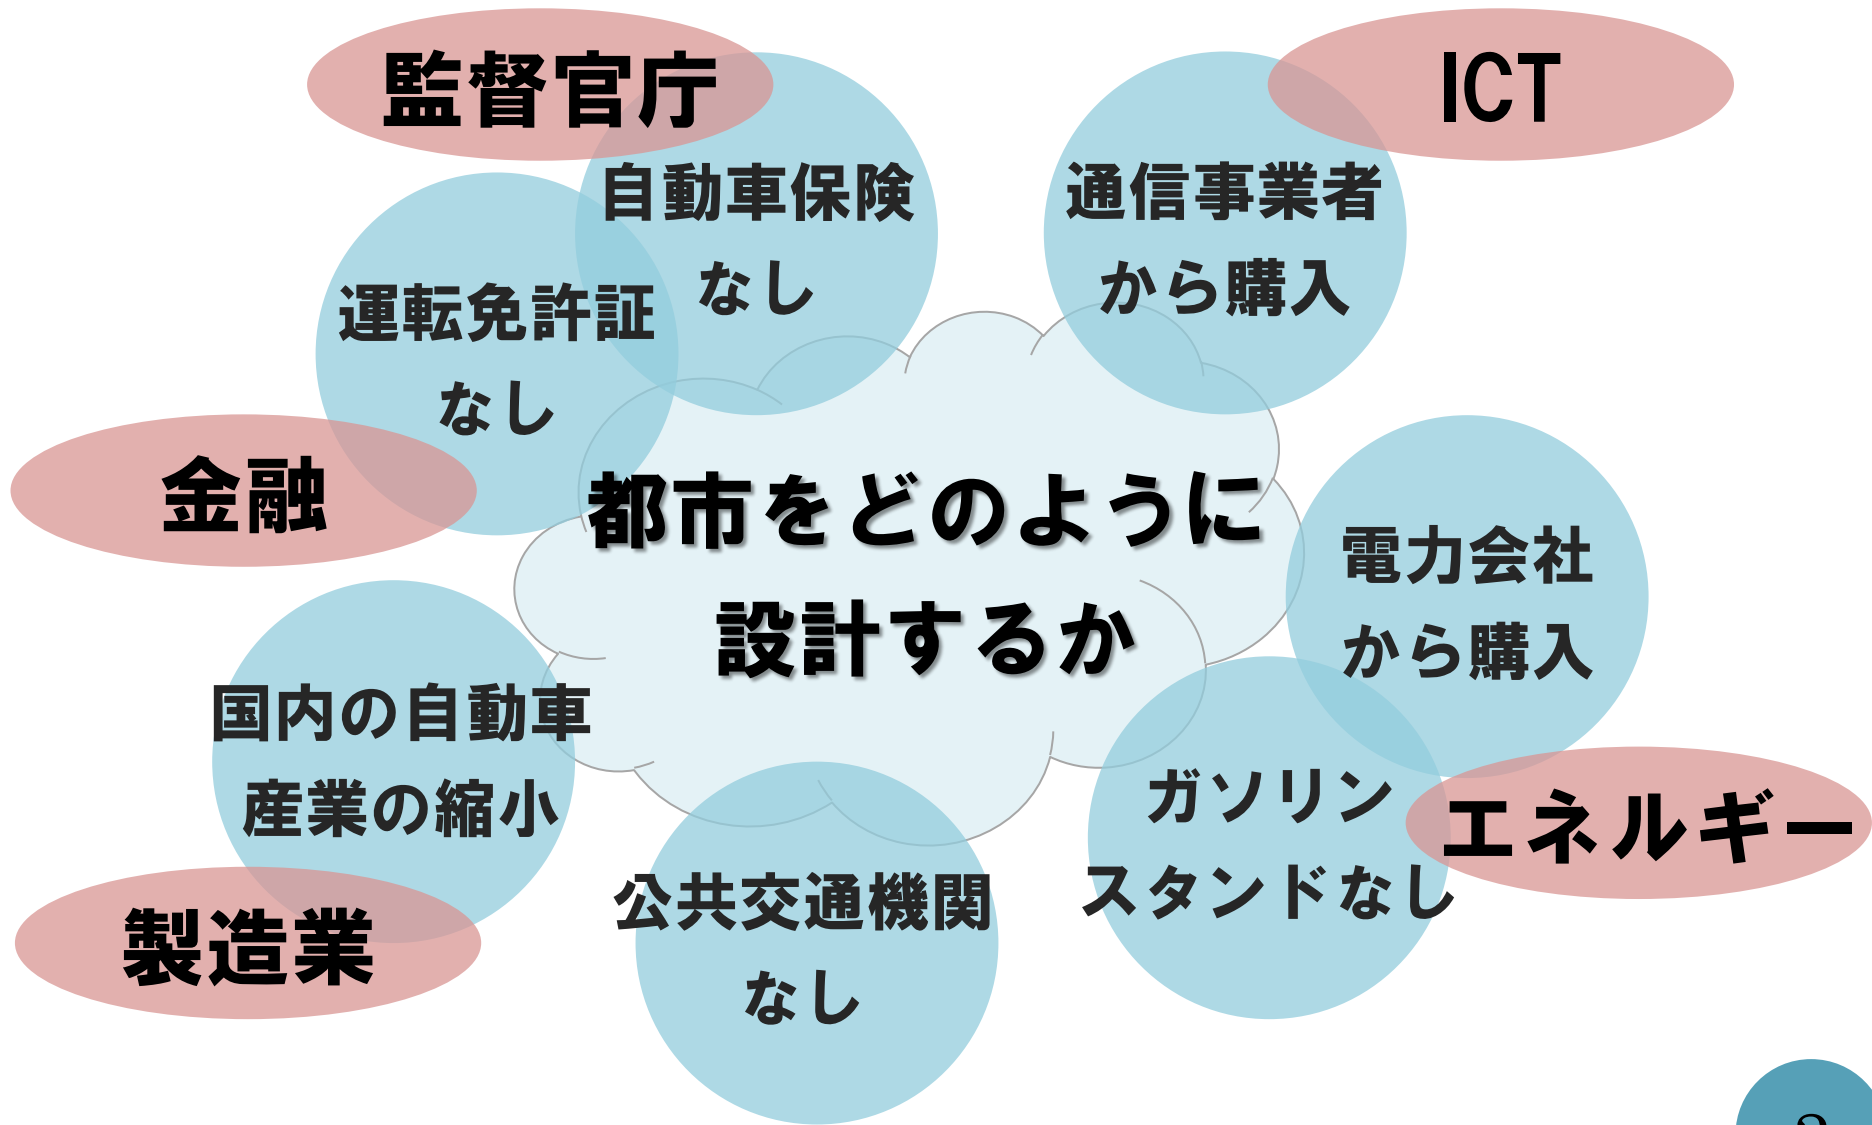 監督官庁
ICT
自動車保険
なし
通信事業者
から購入
運転免許証
なし
金融
都市をどのように
設計するか
電力会社
から購入
国内の自動車
産業の縮小
ガソリン
スタンドなし
エネルギー
製造業
公共交通機関
なし